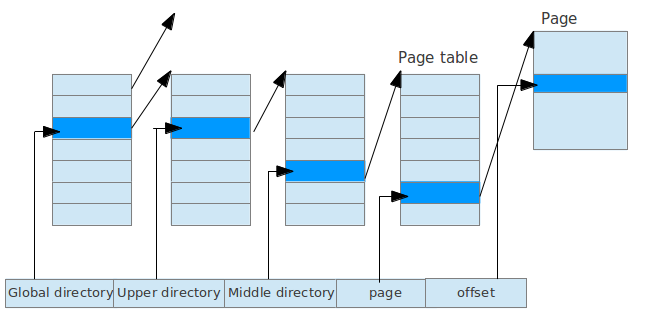 Page
Page table
Global directory
Upper directory
Middle directory
page
offset